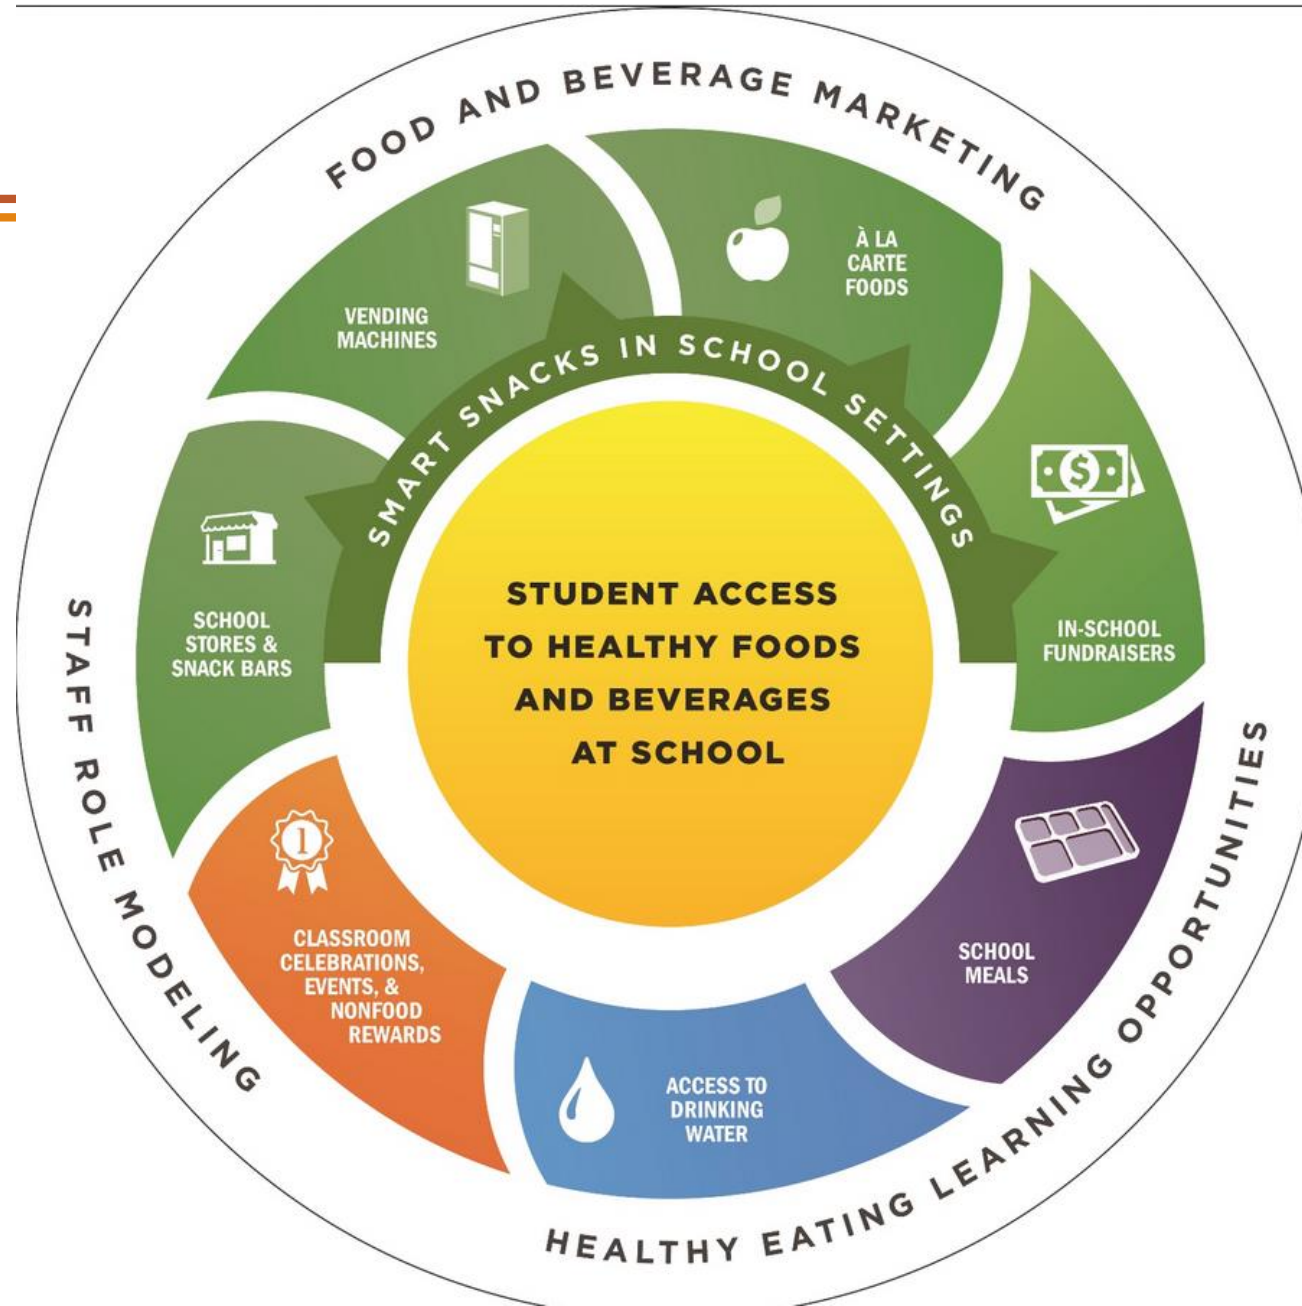 FOOD AND BEVERAGE MARKETING
À LA
CARTE
FOODS
VENDING
MACHINES
SMART SNACKS IN SCHOOL SETTINGS
SCHOOL
STORES &
SNACK BARS
IN-SCHOOL
FUNDRAISERS
STUDENT ACCESS
TO HEALTHY FOODS
AND BEVERAGES
AT SCHOOL
STAFF ROLE MODELING
1
CLASSROOM
CELEBRATIONS,
EVENTS, &
NONFOOD
REWARDS
SCHOOL
MEALS
ACCESS TO
DRINKING
WATER
HEALTHY EATING LEARNING OPPORTUNITIES
$